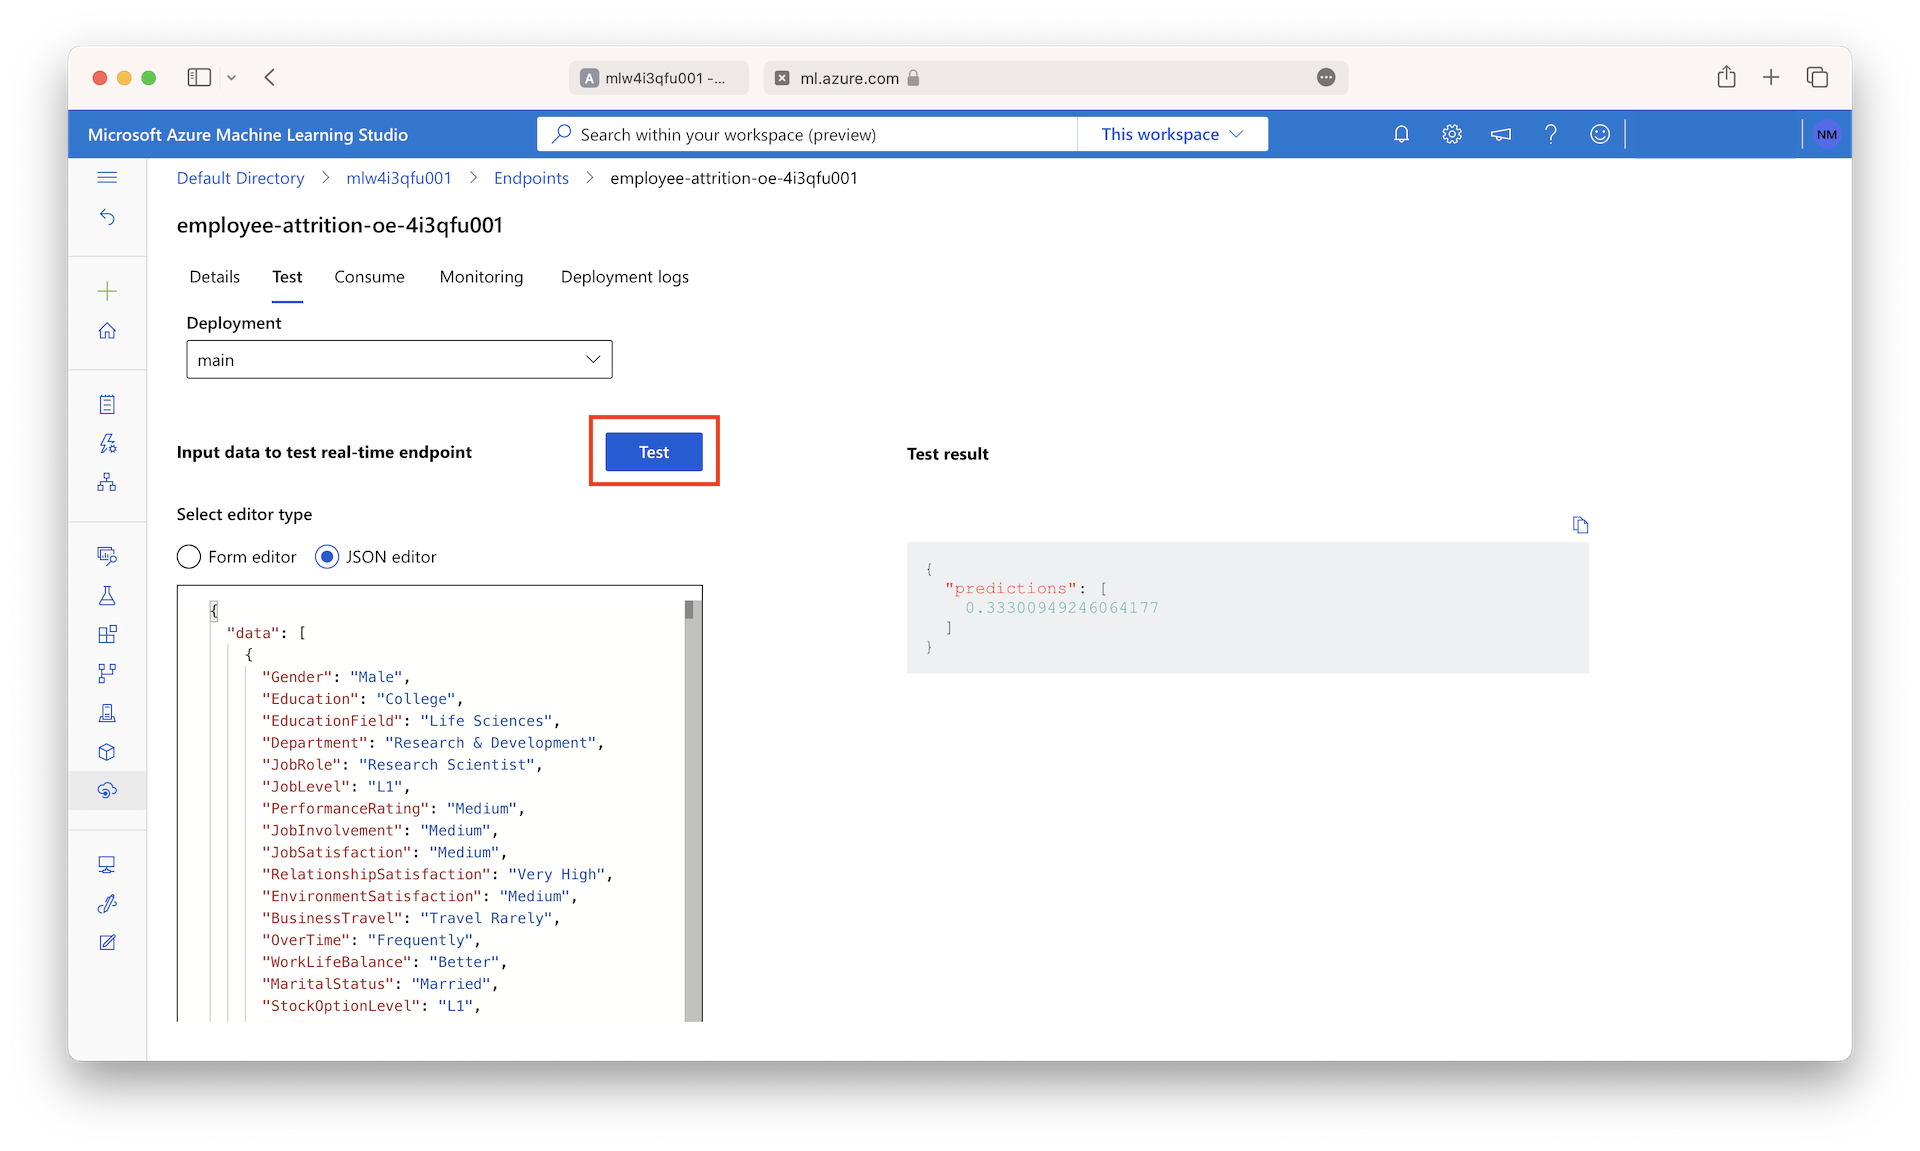 A mlw4i3qfu001 -... ml.azure.com
Microsoft Azure Machine Learning Studio Search within your workspace (preview) This workspace NM
Default Directory > mlw4i3qfu001 > Endpoints > employee-attrition-oe-4i3qfu001
employee-attrition-oe-4i3qfu001
Details Test Consume Monitoring Deployment logs
Deployment
main
Input data to test real-time endpoint Test
Select editor type
Form editor JSON editor
{
"data": [
{
"Gender": "Male",
"Education": "College",
"EducationField": "Life Sciences",
"Department": "Research & Development",
"JobRole": "Research Scientist",
"JobLevel": "L1",
"PerformanceRating": "Medium",
"JobInvolvement": "Medium",
"JobSatisfaction": "Medium",
"RelationshipSatisfaction": "Very High",
"EnvironmentSatisfaction": "Medium",
"BusinessTravel": "Travel Rarely",
"OverTime": "Frequently",
"WorkLifeBalance": "Better",
"MaritalStatus": "Married",
"StockOptionLevel": "L1",
Test result
{
"predictions": [
0.33300949246064177
]
}